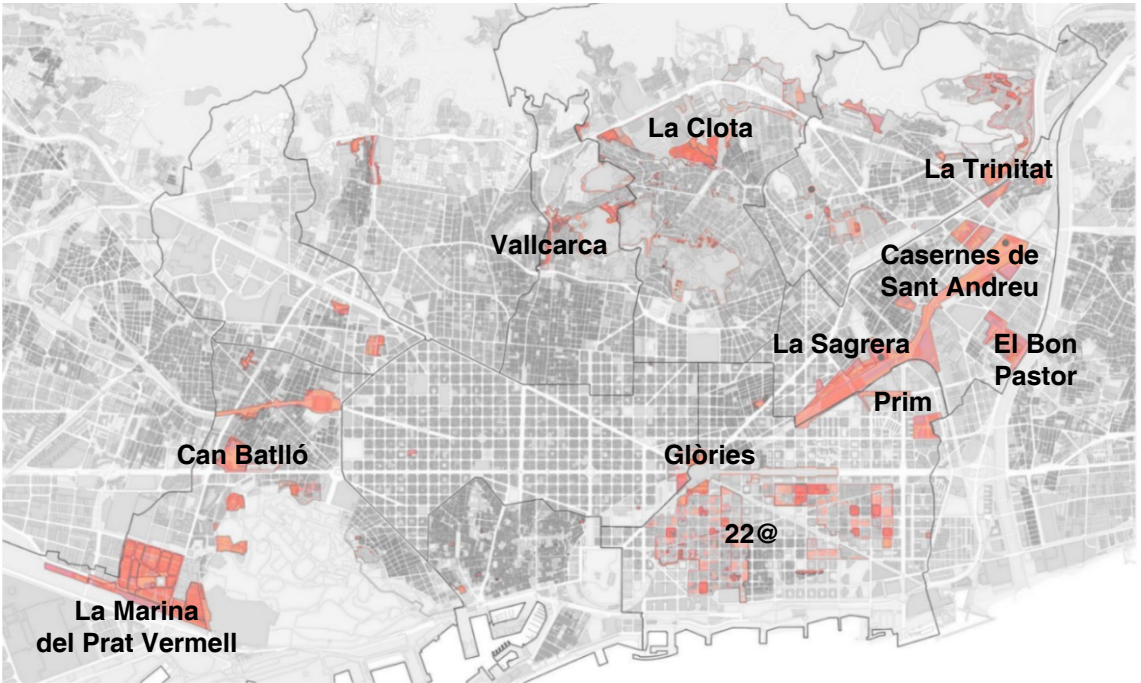 La Clota
La Trinitat
Vallcarca
Casernes de
Sant Andreu
La Sagrera
El Bon
Pastor
Prim
Can Batlló
Glòries
22@
La Marina
del Prat Vermell